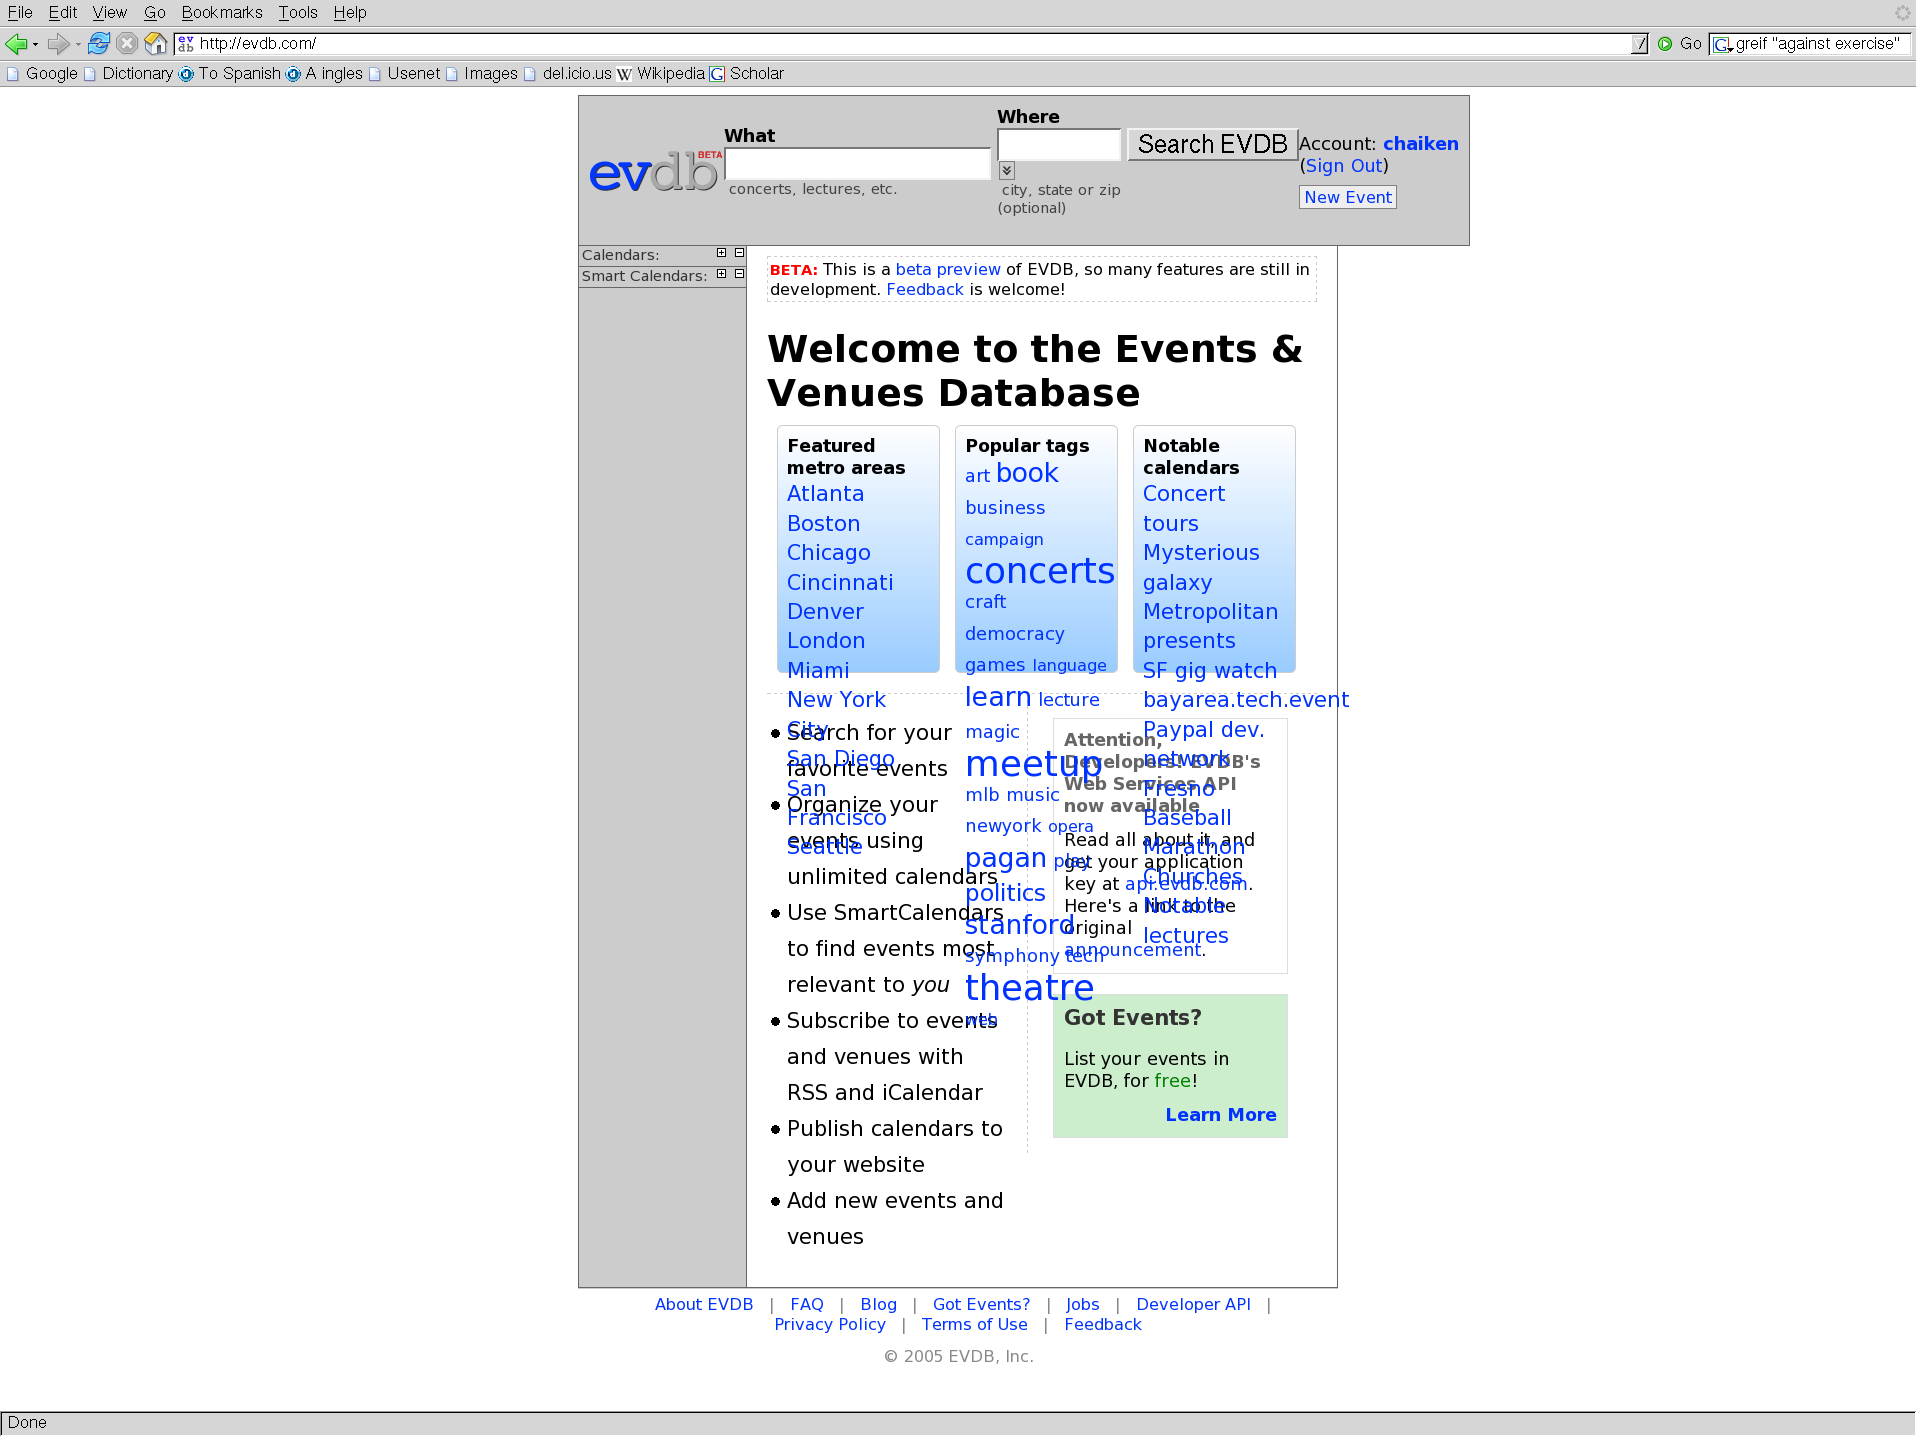 File Edit View Go Bookmarks Tools Help
http://evdb.com/ Go greif "against exercise"
Google Dictionary To Spanish A ingles Usenet Images del.icio.us Wikipedia Scholar
evdb BETA
What
concerts, lectures, etc.
Where
city, state or zip
(optional)
Search EVDB
Account: chaiken
(Sign Out)
New Event
Calendars:
Smart Calendars:
BETA: This is a beta preview of EVDB, so many features are still in
development. Feedback is welcome!
Welcome to the Events &
Venues Database
Featured
metro areas
Atlanta
Boston
Chicago
Cincinnati
Denver
London
Miami
New York
City
San Diego
San
Francisco
Seattle
Popular tags
art book
business
campaign
concerts
craft
democracy
games language
learn lecture
magic
meetup
mlb music
newyork opera
pagan play
politics
stanford
symphony tech
theatre
web
Notable
calendars
Concert
tours
Mysterious
galaxy
Metropolitan
presents
SF gig watch
bayarea.tech.event
Paypal dev.
network
Fresno
Baseball
Marathon
Churches
Notable
lectures
Search for your
favorite events
Organize your
events using
unlimited calendars
Use SmartCalendars
to find events most
relevant to you
Subscribe to events
and venues with
RSS and iCalendar
Publish calendars to
your website
Add new events and
venues
Attention,
Developers! EVDB's
Web Services API
now available
Read all about it, and
get your application
key at api.evdb.com.
Here's a link to the
original
announcement.
Got Events?
List your events in
EVDB, for free!
Learn More
About EVDB | FAQ | Blog | Got Events? | Jobs | Developer API |
Privacy Policy | Terms of Use | Feedback
© 2005 EVDB, Inc.
Done